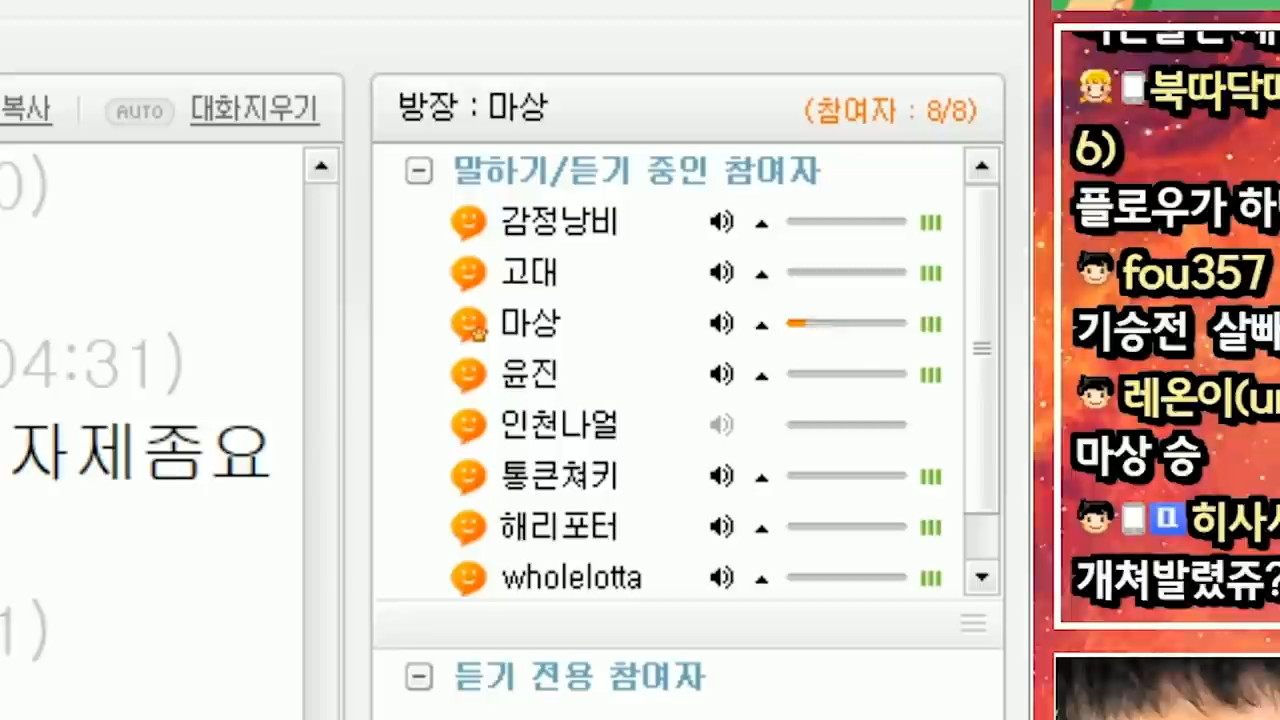 복사
AUTO
대화지우기
0)
04:31)
자제좀요
1)
방장 : 마상
(참여자 : 8/8)
말하기/듣기 중인 참여자
감정낭비
고대
마상
윤진
인천나얼
통큰쳐키
해리포터
wholelotta
듣기 전용 참여자
북따닥따
6)
플로우가 하
fou357
기승전 살빼
레온이(ur
마상 승
히사시
개쳐발렸쥬?